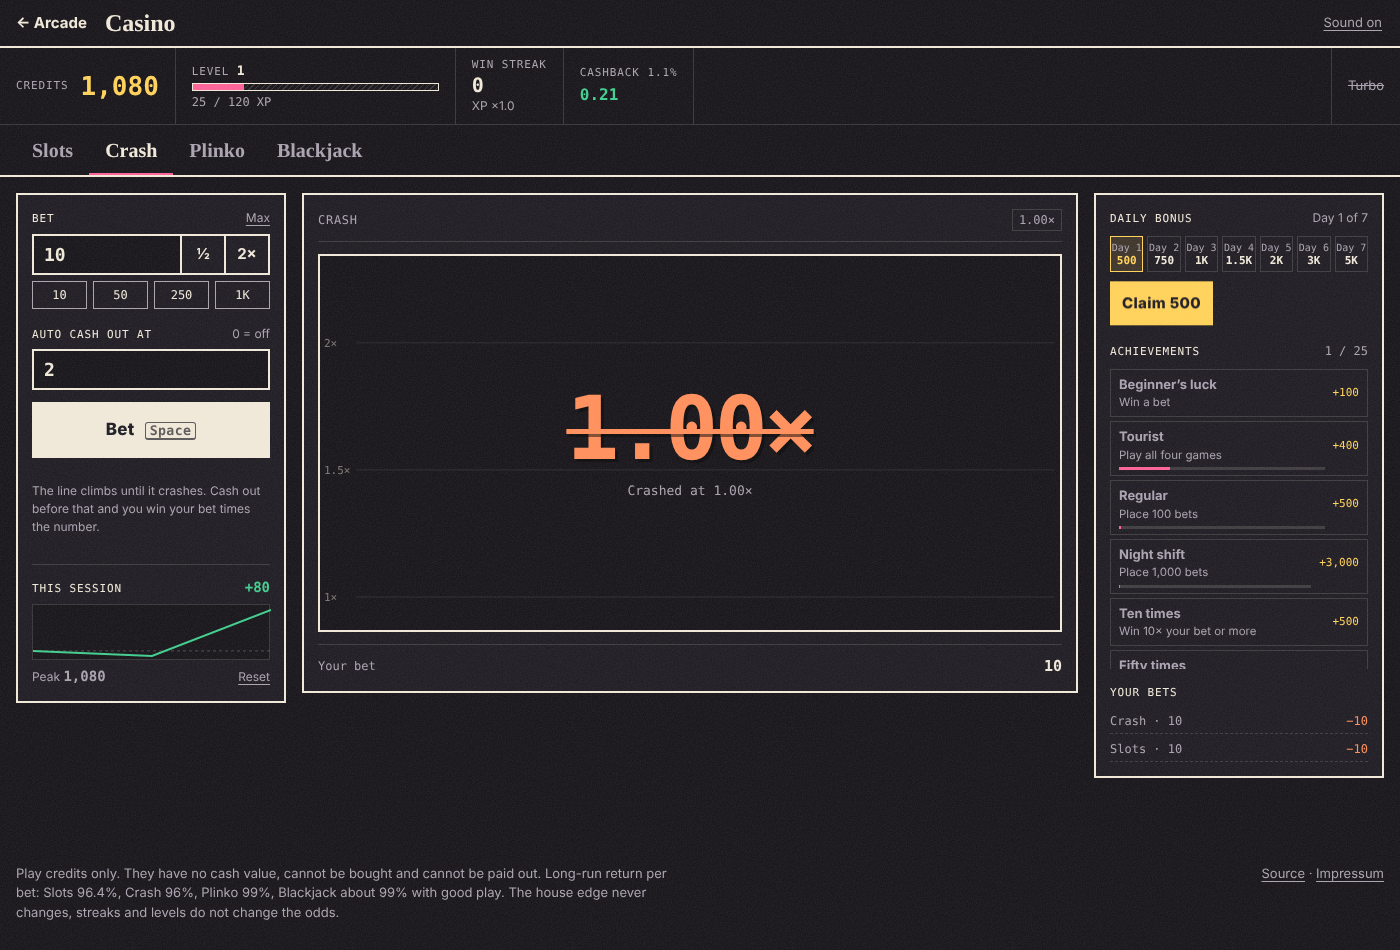 ← Arcade Casino Sound on
CREDITS 1,080
LEVEL 1
25 / 120 XP
WIN STREAK
0
XP ×1.0
CASHBACK 1.1%
0.21
Turbo
Slots Crash Plinko Blackjack
BET Max
10 ½ 2×
10 50 250 1K
AUTO CASH OUT AT 0 = off
2
Bet Space
The line climbs until it crashes. Cash out
before that and you win your bet times
the number.
THIS SESSION +80
Peak 1,080 Reset
CRASH 1.00×
2×
1.5×
1×
1.00×
Crashed at 1.00×
Your bet 10
DAILY BONUS Day 1 of 7
Day 1 Day 2 Day 3 Day 4 Day 5 Day 6 Day 7
500 750 1K 1.5K 2K 3K 5K
Claim 500
ACHIEVEMENTS 1 / 25
Beginner’s luck
Win a bet
+100
Tourist
Play all four games
+400
Regular
Place 100 bets
+500
Night shift
Place 1,000 bets
+3,000
Ten times
Win 10× your bet or more
+500
Fifty times
YOUR BETS
Crash · 10 −10
Slots · 10 −10
Play credits only. They have no cash value, cannot be bought and cannot be paid out. Long-run return per
bet: Slots 96.4%, Crash 96%, Plinko 99%, Blackjack about 99% with good play. The house edge never
changes, streaks and levels do not change the odds.
Source · Impressum